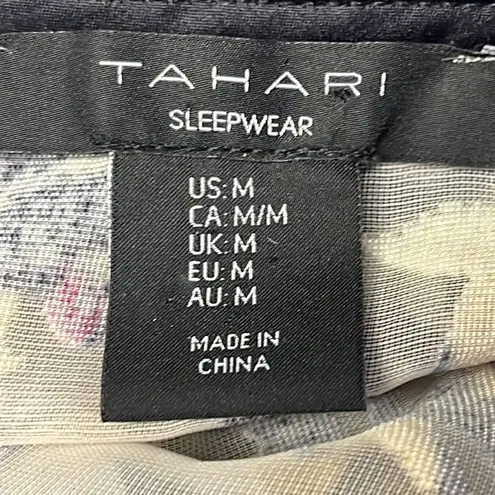 TAHARI
SLEEPWEAR
US: M
CA: M/M
UK: M
EU: M
AU: M
MADE IN
CHINA